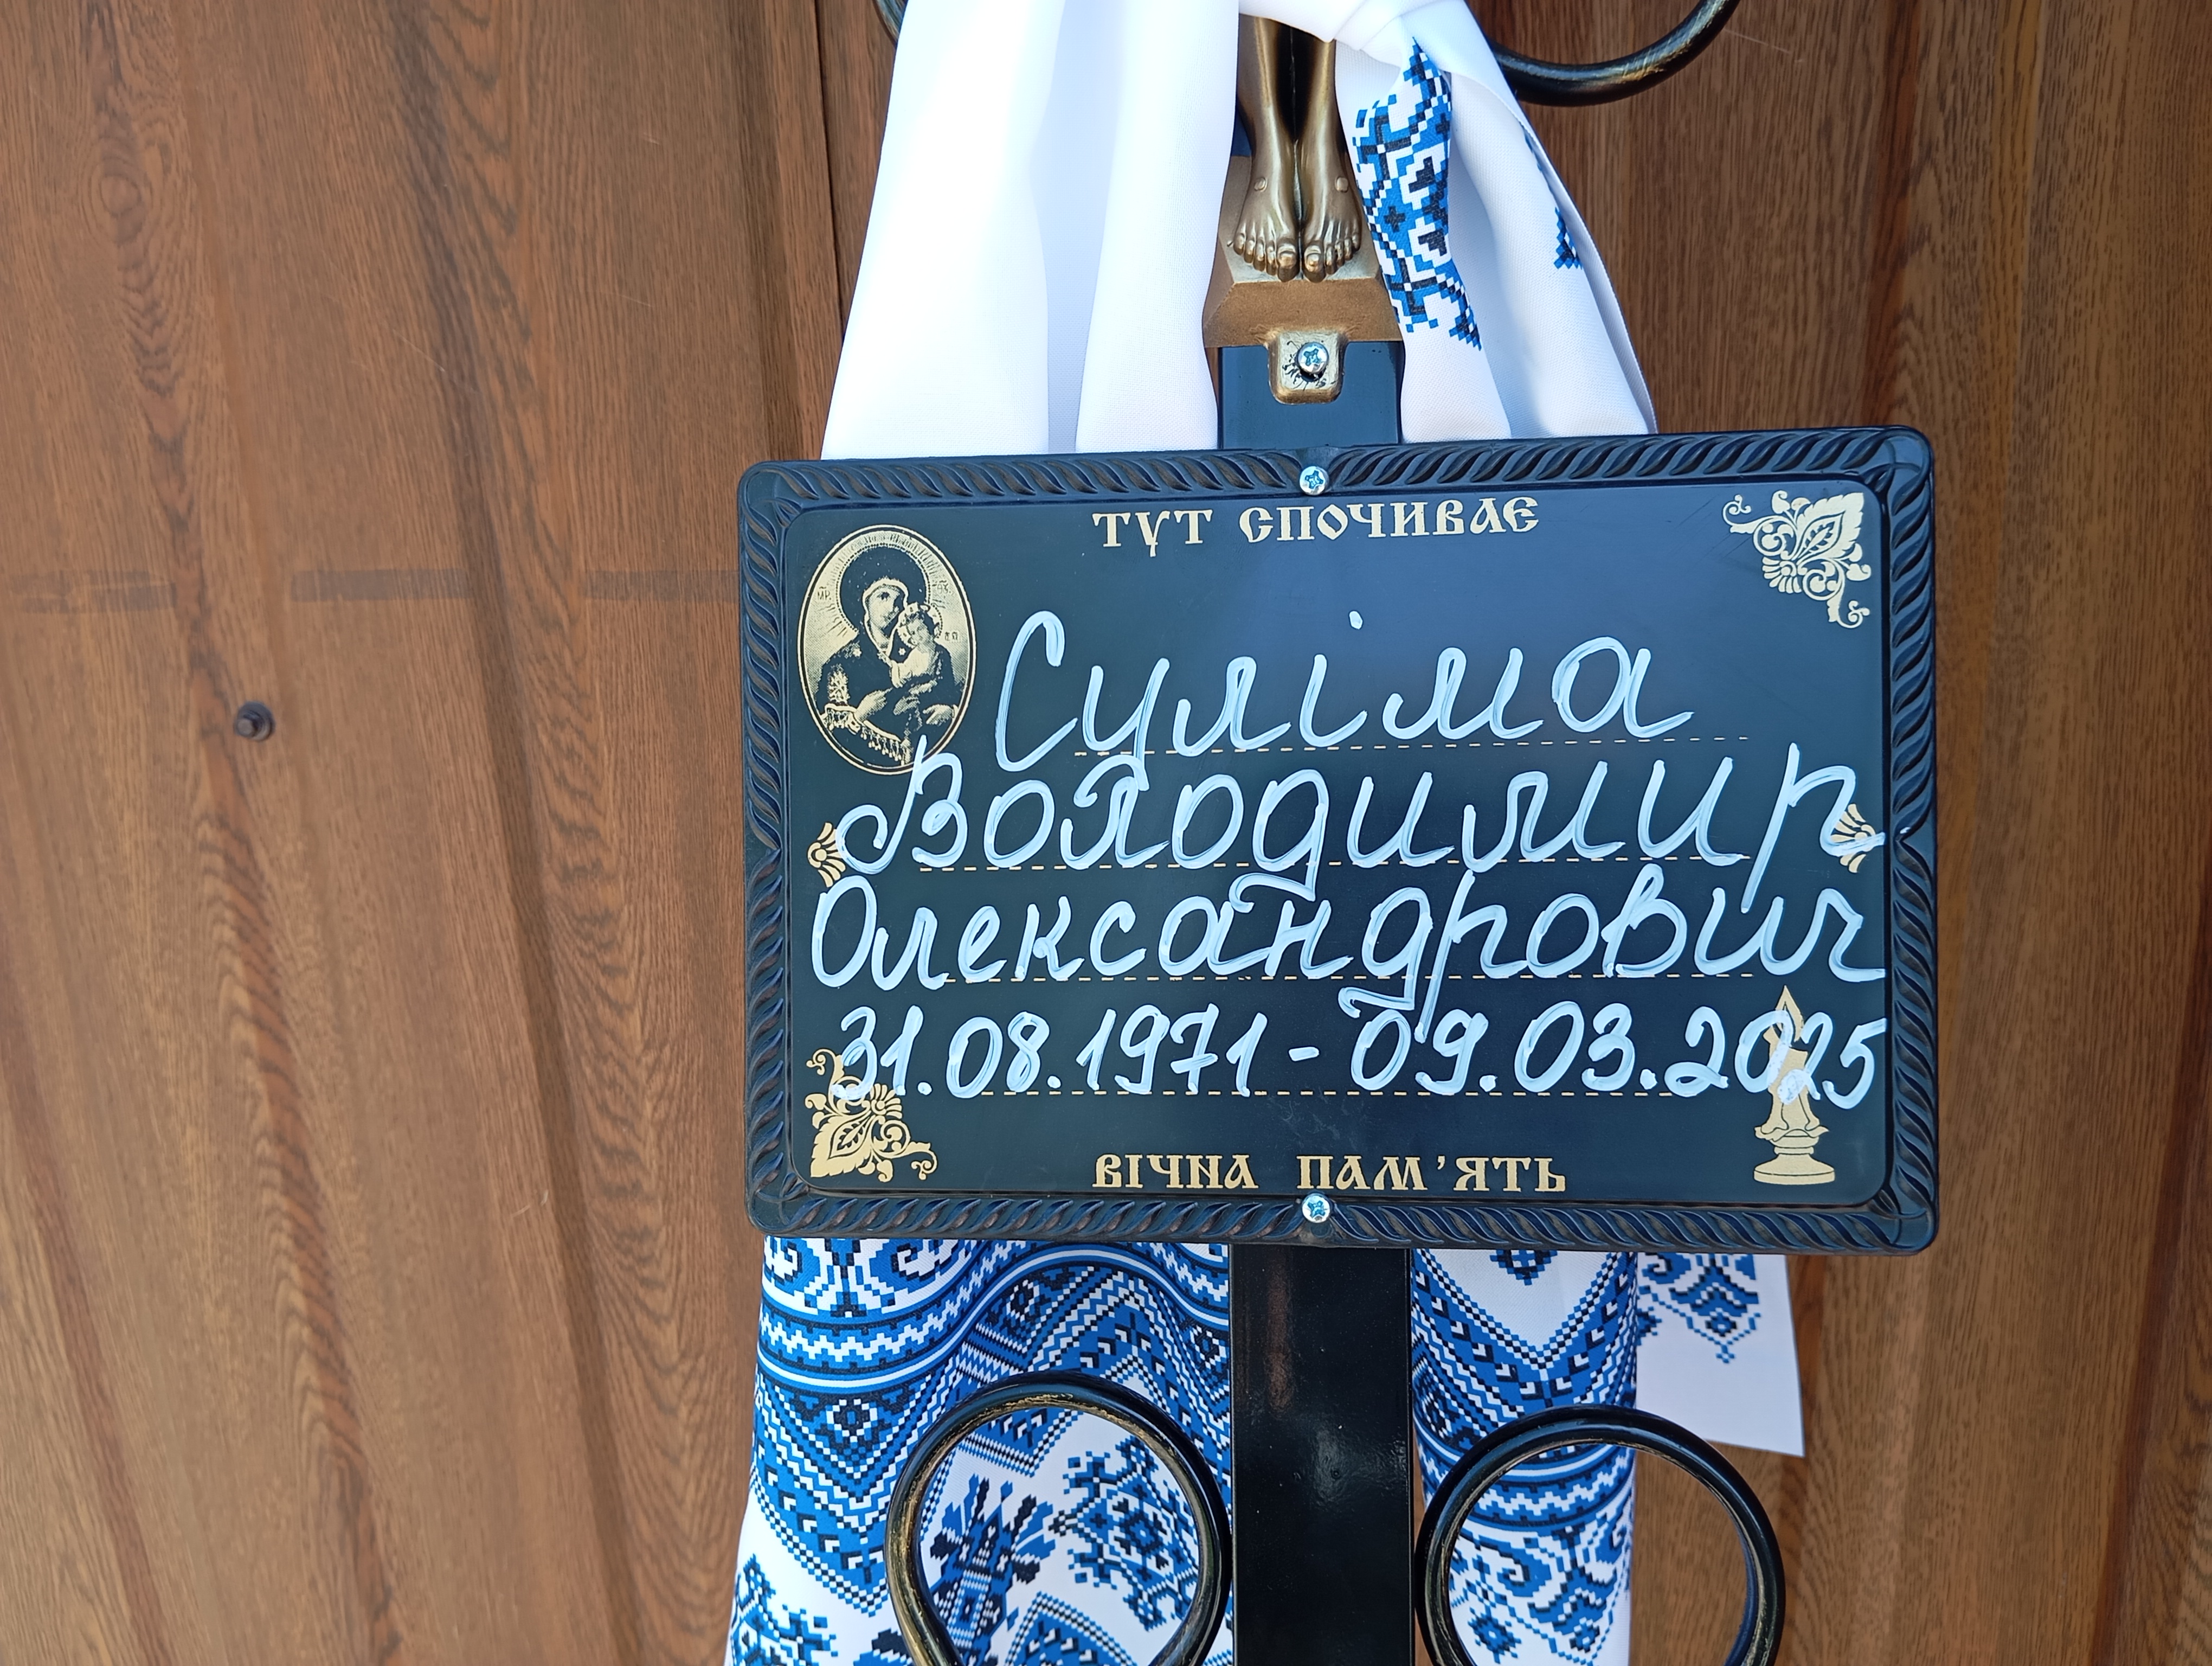 ТУТ СПОЧИВАЄ
Суліма
Володимир
Олександрович
31.08.1971-09.03.2025
ВІЧНА ПАМ'ЯТЬ